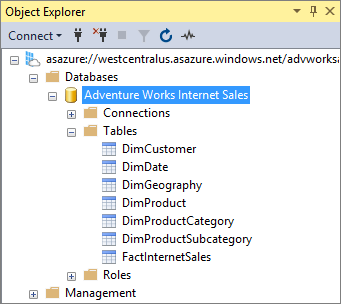 Object Explorer
Connect
asazure://westcentralus.asazure.windows.net/advworks
Databases
Adventure Works Internet Sales
Connections
Tables
DimCustomer
DimDate
DimGeography
DimProduct
DimProductCategory
DimProductSubcategory
FactInternetSales
Roles
Management